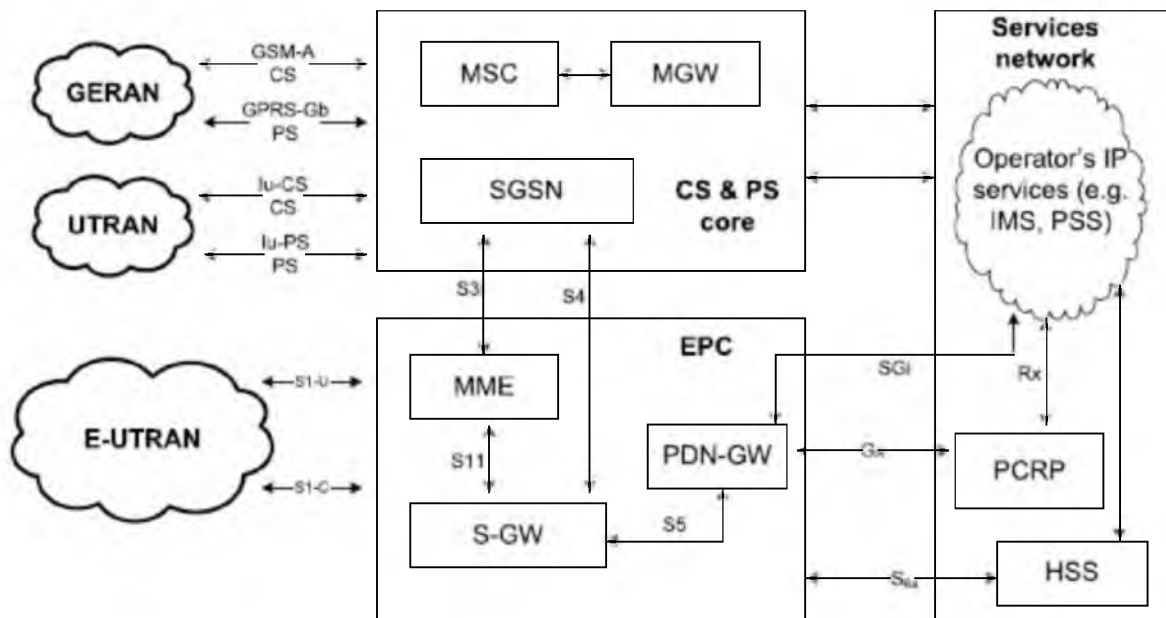 GERAN
GSM-A
CS
GPRS-Gb
PS
UTRAN
Iu-CS
CS
Iu-PS
PS
E-UTRAN
S1-U
S1-C
MSC
MGW
SGSN
CS & PS
core
S3
S4
EPC
MME
S11
S-GW
S5
PDN-GW
SGi
Rx
Gx
S6a
Services
network
Operator's IP
services (e.g.
IMS, PSS)
PCRP
HSS